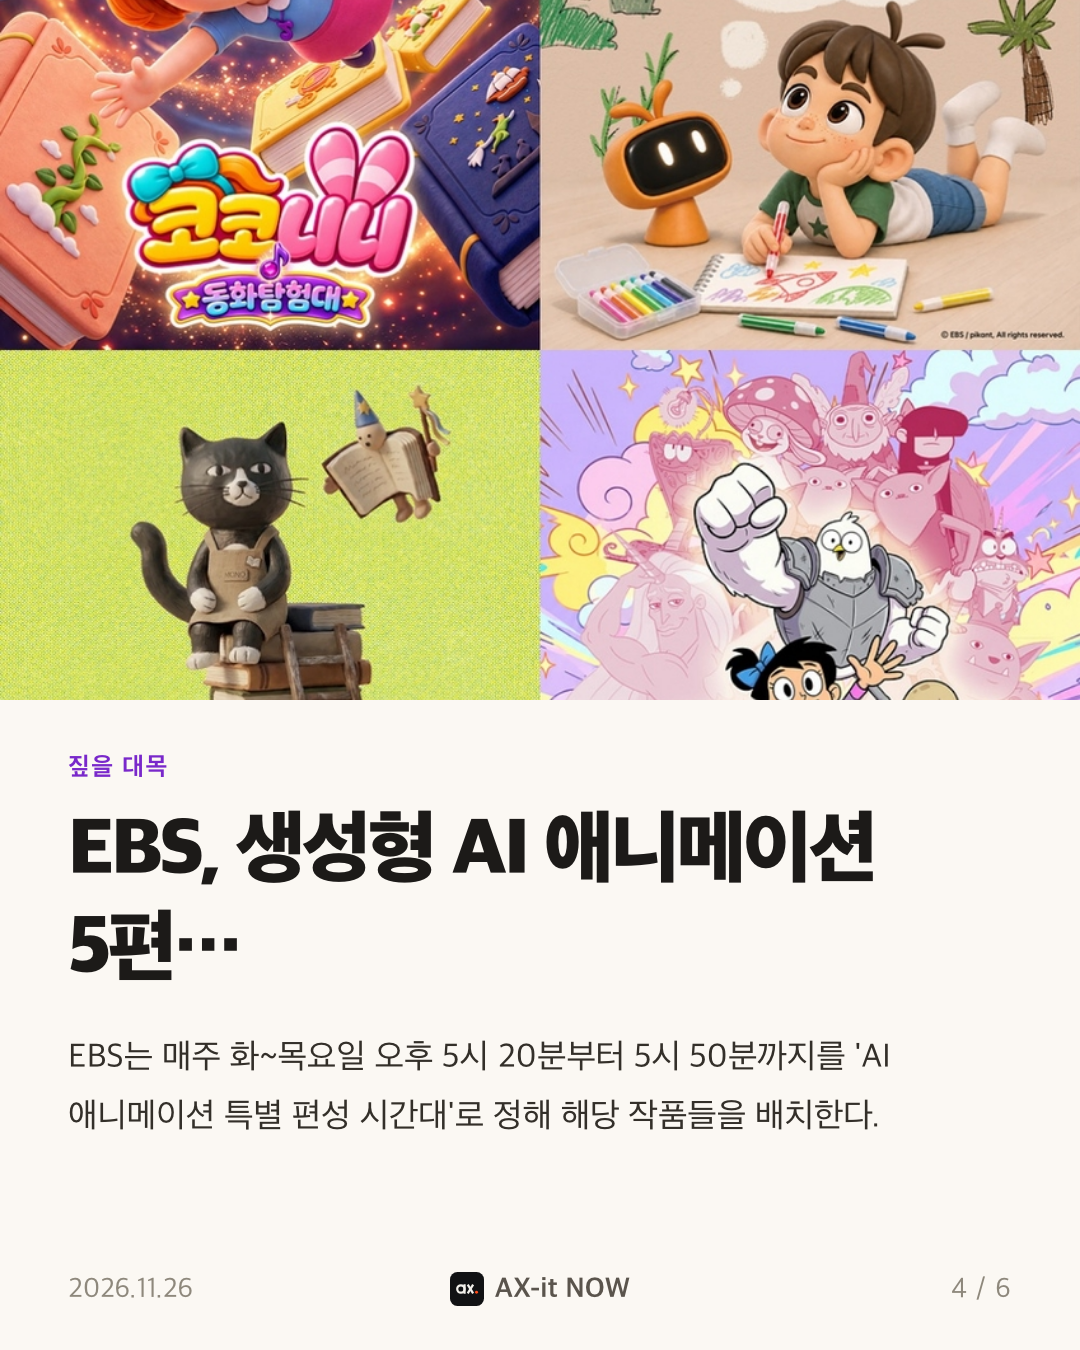 코코니니
동화탐험대
© EBS / pikont, All rights reserved.
MONO
짚을 대목
EBS, 생성형 AI 애니메이션
5편…
EBS는 매주 화~목요일 오후 5시 20분부터 5시 50분까지를 'AI
애니메이션 특별 편성 시간대'로 정해 해당 작품들을 배치한다.
2026.11.26
ax.
AX-it NOW
4 / 6